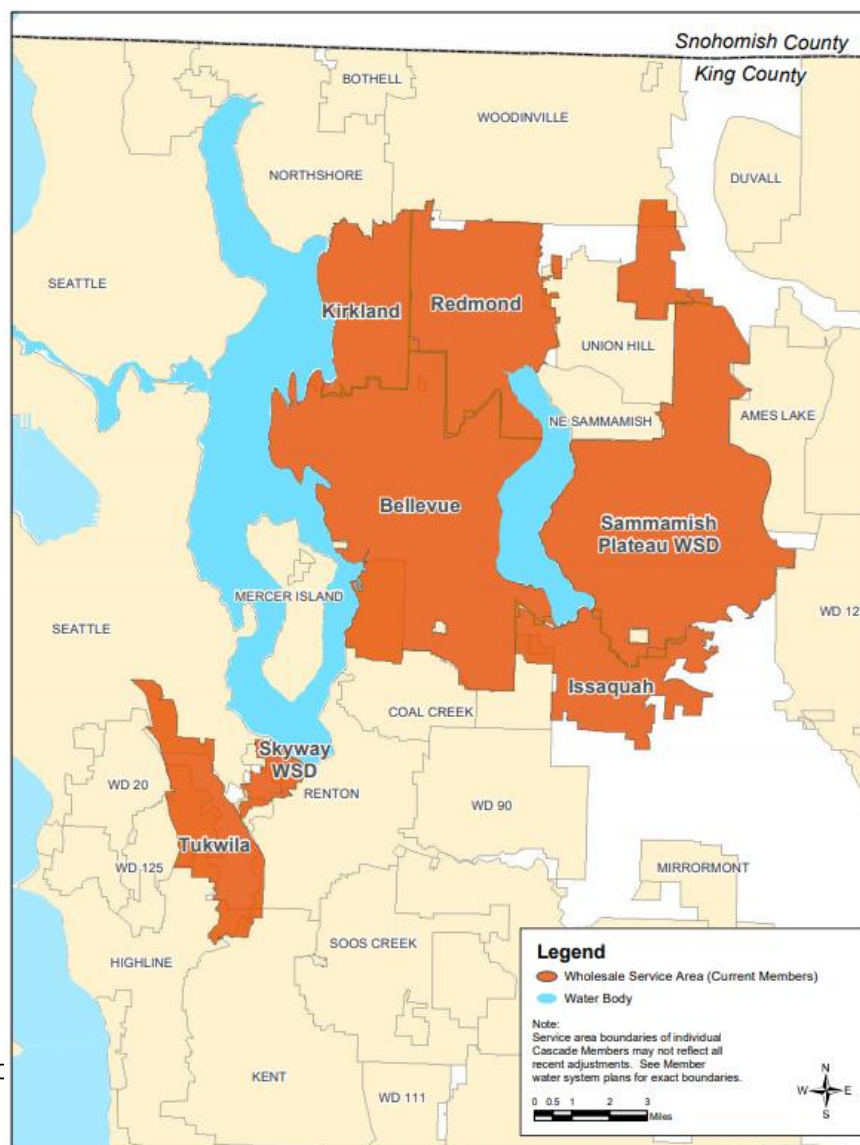 Snohomish County
King County
BOTHELL
WOODINVILLE
NORTHSHORE
DUVALL
SEATTLE
Kirkland
Redmond
UNION HILL
NE SAMMAMISH
AMES LAKE
Bellevue
Sammamish
Plateau WSD
MERCER ISLAND
SEATTLE
WD 12
Issaquah
COAL CREEK
Skyway
WSD
RENTON
WD 20
WD 90
Tukwila
WD 125
MIRRORMONT
SOOS CREEK
HIGHLINE
KENT
WD 111
Legend
Wholesale Service Area (Current Members)
Water Body
Note:
Service area boundaries of individual
Cascade Members may not reflect all
recent adjustments. See Member
water system plans for exact boundaries.
0 0.5 1 2 3
Miles
N
W E
S